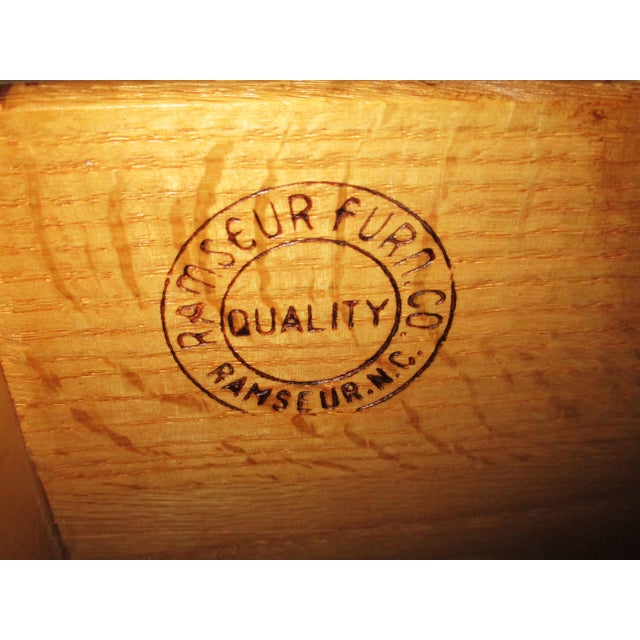 RAMSEUR FURN. CO.
QUALITY
RAMSEUR. N.C.